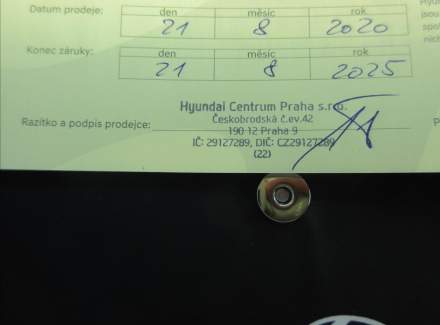 Datum prodeje: den měsíc rok
21 8 2020
Konec záruky: den měsíc rok
21 8 2025
Hyundai Centrum Praha s.r.o.
Českobrodská č.ev.42
Razítko a podpis prodejce: 190 12 Praha 9
IČ: 29127289, DIČ: CZ29127289
(22)